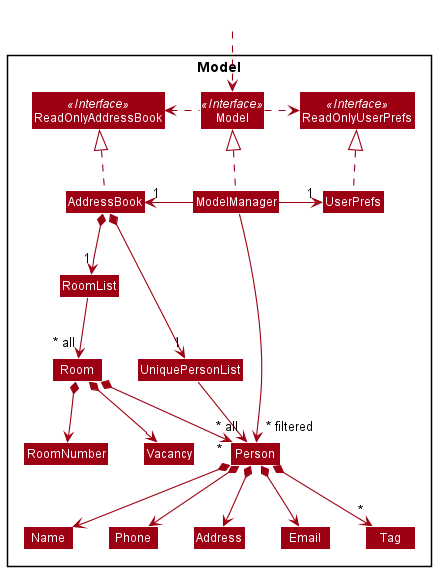 Model
«Interface»
ReadOnlyAddressBook
«Interface»
Model
«Interface»
ReadOnlyUserPrefs
AddressBook
1
ModelManager
1
UserPrefs
1
RoomList
* all
1
Room
UniquePersonList
* all
* filtered
*
RoomNumber
Vacancy
Person
*
Name
Phone
Address
Email
Tag